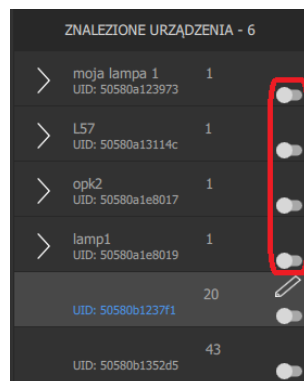 ZNALEZIONE URZĄDZENIA - 6
moja lampa 1 1
UID: 50580a123973
L57 1
UID: 50580a13114c
opk2 1
UID: 50580a1e8017
lamp1 1
UID: 50580a1e8019
20
UID: 50580b1237f1
43
UID: 50580b1352d5